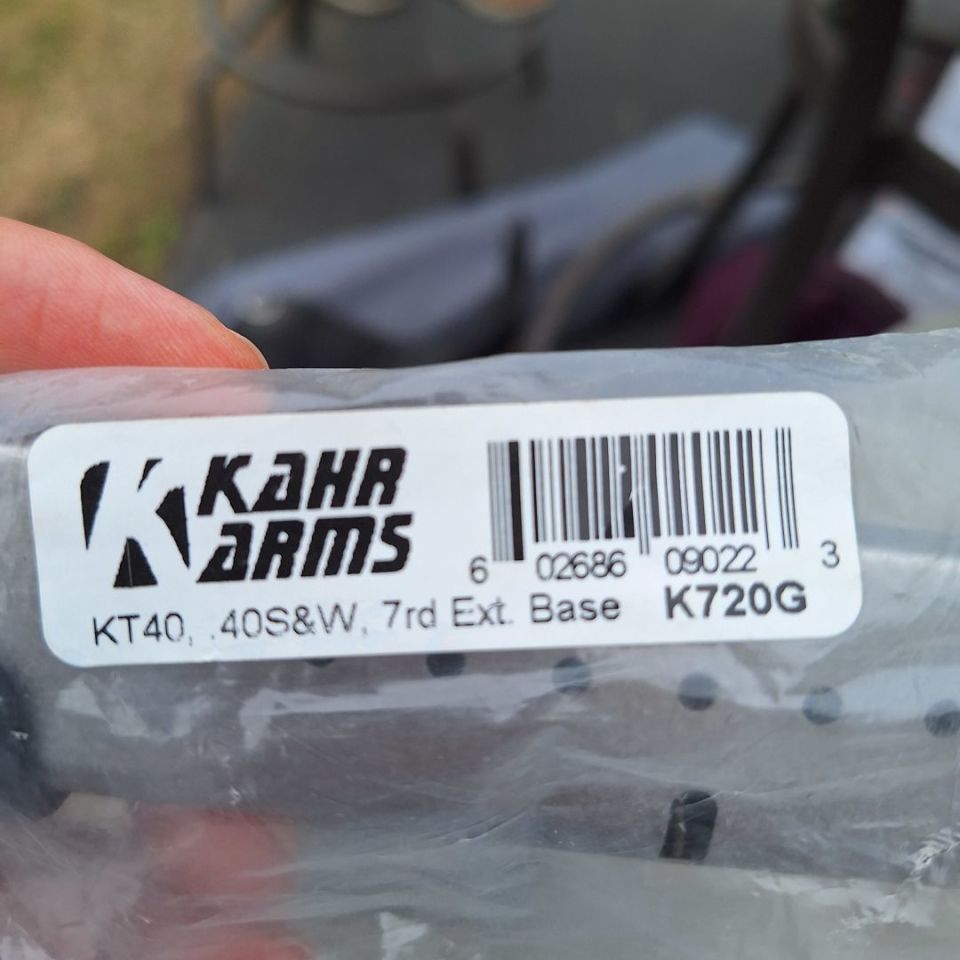 KAHR
ARMS
6 02686 09022 3
KT40, .40S&W, 7rd Ext. Base K720G